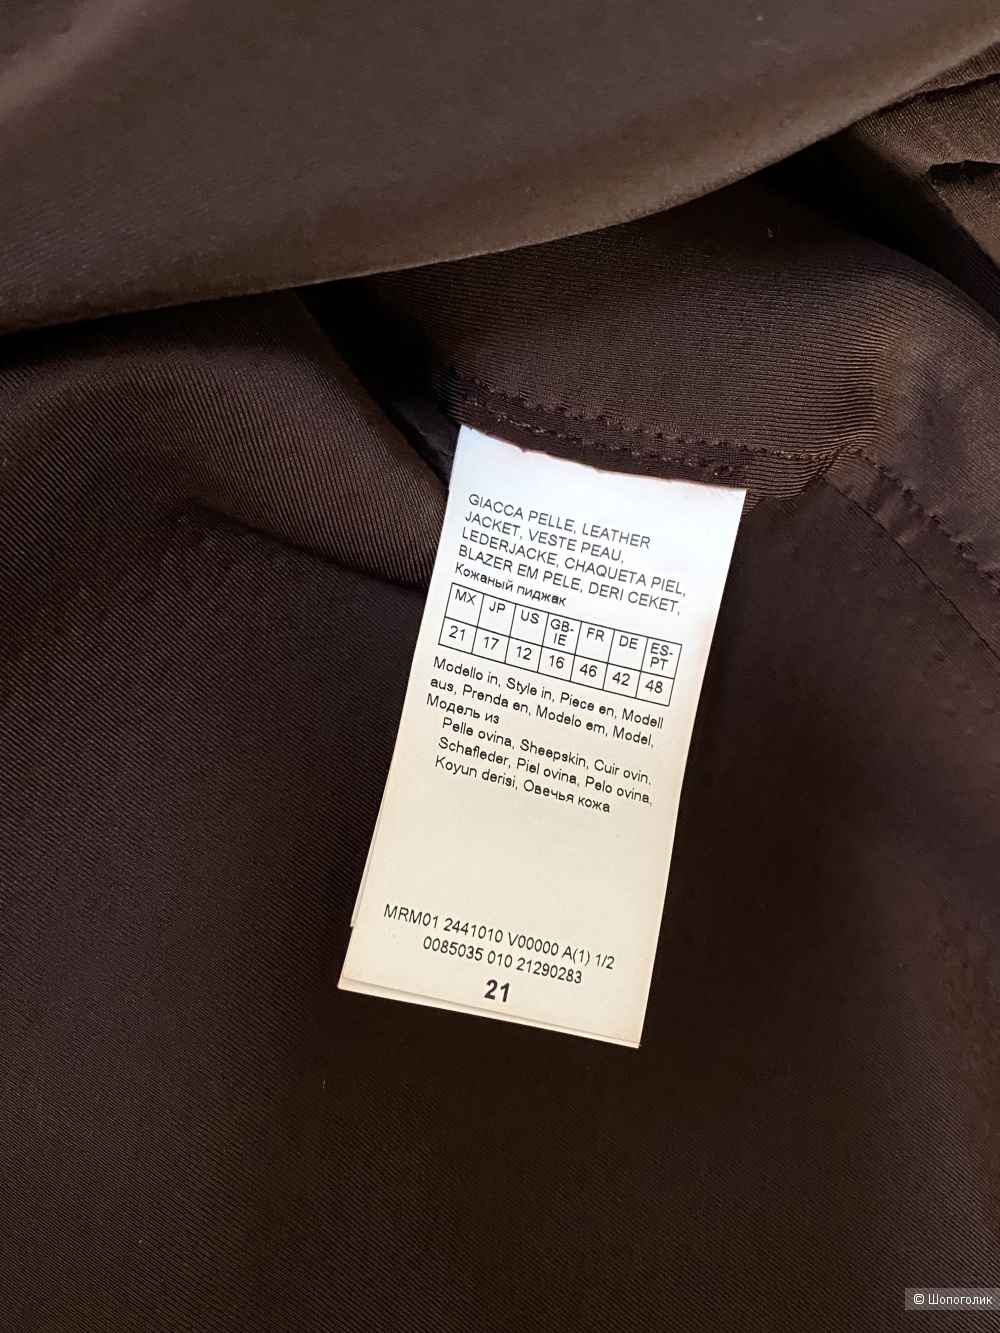 GIACCA PELLE, LEATHER
JACKET, VESTE PEAU,
LEDERJACKE, CHAQUETA PIEL,
BLAZER EM PELE, DERI CEKET,
Кожаный пиджак
MX JP US GB-IE FR DE ES-PT
21 17 12 16 46 42 48
Modello in, Style in, Piece en, Modell
aus, Prenda en, Modelo em, Model,
Модель из
Pelle ovina, Sheepskin, Cuir ovin,
Schafleder, Piel ovina, Pelo ovina,
Koyun derisi, Овечья кожа
MRM01 2441010 V00000 A(1) 1/2
0085035 010 21290283
21
© Шопоголик